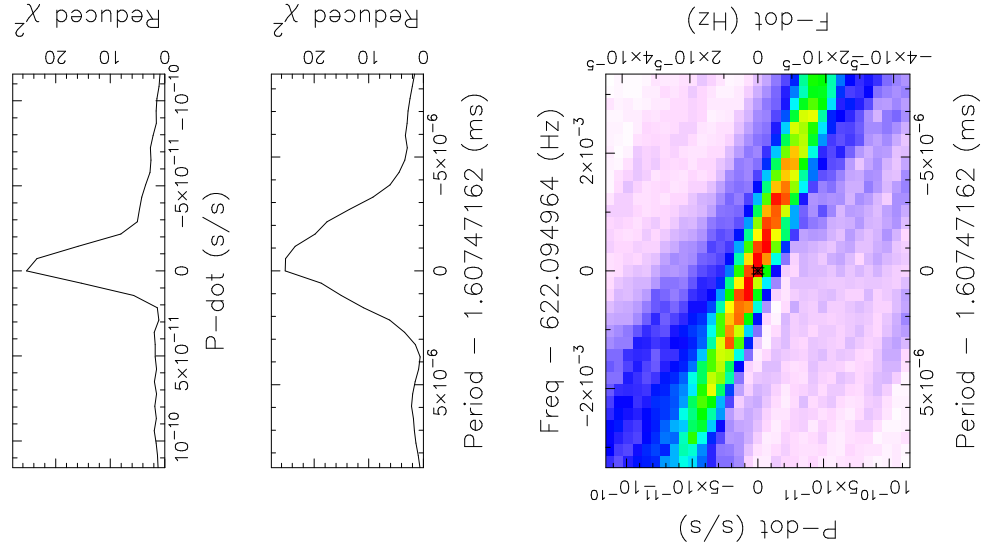 Reduced χ²
20 10 0
−10⁻¹⁰ −5×10⁻¹¹ 0 5×10⁻¹¹ 10⁻¹⁰
P−dot (s/s)
Reduced χ²
20 10 0
−5×10⁻⁶ 0 5×10⁻⁶
Period − 1.60747162 (ms)
Freq − 622.094964 (Hz)
2×10⁻³ 0 −2×10⁻³
F−dot (Hz)
4×10⁻⁵ 2×10⁻⁵ 0 −2×10⁻⁵ −4×10⁻⁵
−10⁻¹⁰ −5×10⁻¹¹ 0 5×10⁻¹¹ 10⁻¹⁰
P−dot (s/s)
−5×10⁻⁶ 0 5×10⁻⁶
Period − 1.60747162 (ms)